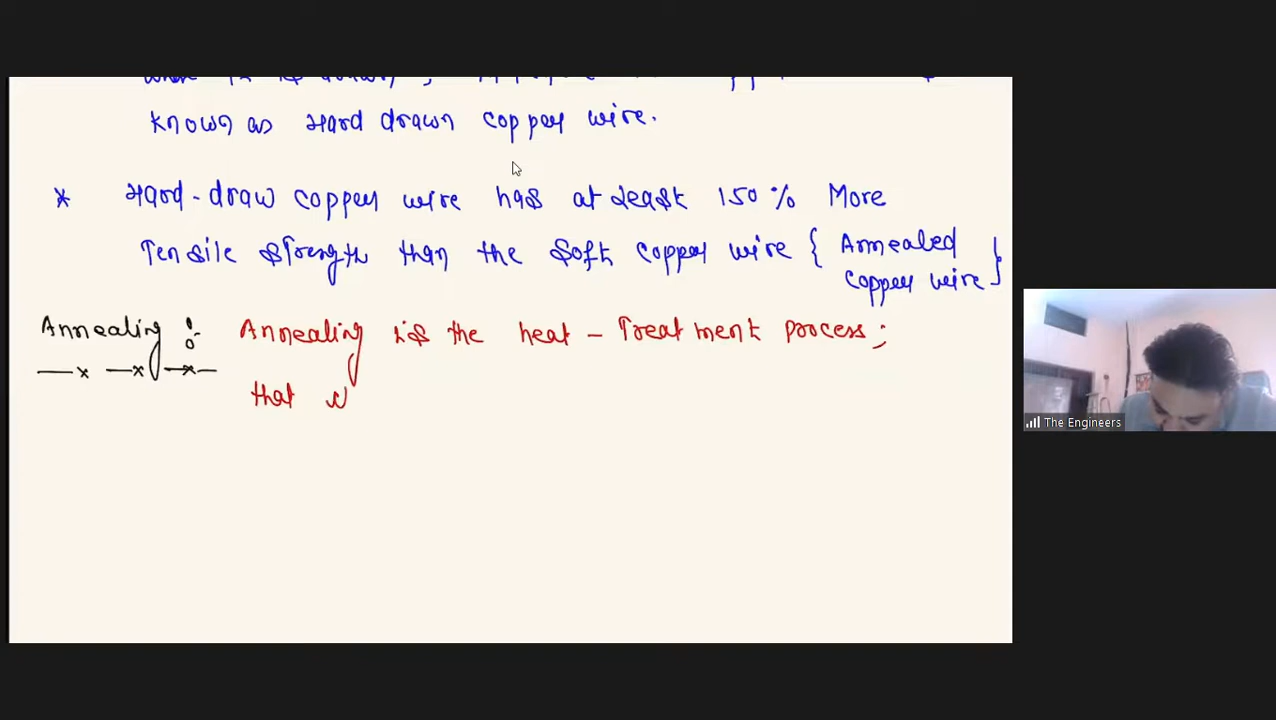 known as Hard drawn copper wire.
* Hard-draw copper wire has at least 150% More
Tensile strength than the soft copper wire { Annealed
copper wire }
Annealing : Annealing is the heat - Treatment process;
that
The Engineers